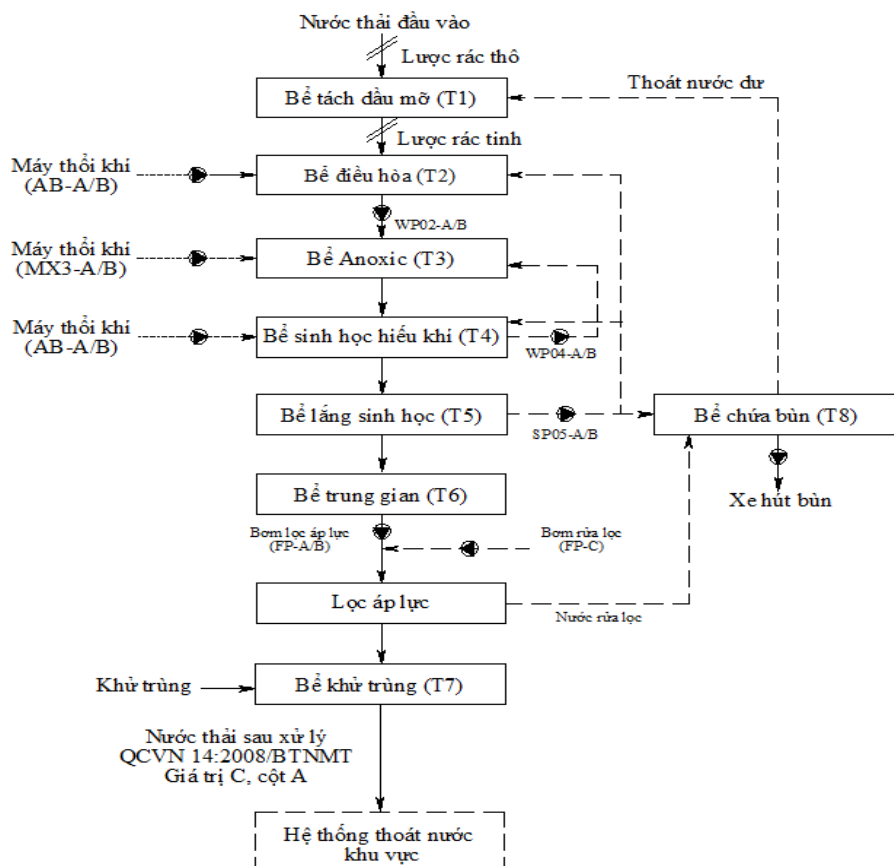 Nước thải đầu vào
Lược rác thô
Thoát nước dư
Bể tách dầu mỡ (T1)
Lược rác tinh
Máy thổi khí
(AB-A/B)
Bể điều hòa (T2)
WP02-A/B
Máy thổi khí
(MX3-A/B)
Bể Anoxic (T3)
Máy thổi khí
(AB-A/B)
Bể sinh học hiếu khí (T4)
WP04-A/B
Bể lắng sinh học (T5)
SP05-A/B
Bể chứa bùn (T8)
Xe hút bùn
Bể trung gian (T6)
Bơm lọc áp lực
(FP-A/B)
Bơm rửa lọc
(FP-C)
Lọc áp lực
Nước rửa lọc
Khử trùng
Bể khử trùng (T7)
Nước thải sau xử lý
QCVN 14:2008/BTNMT
Giá trị C, cột A
Hệ thống thoát nước
khu vực